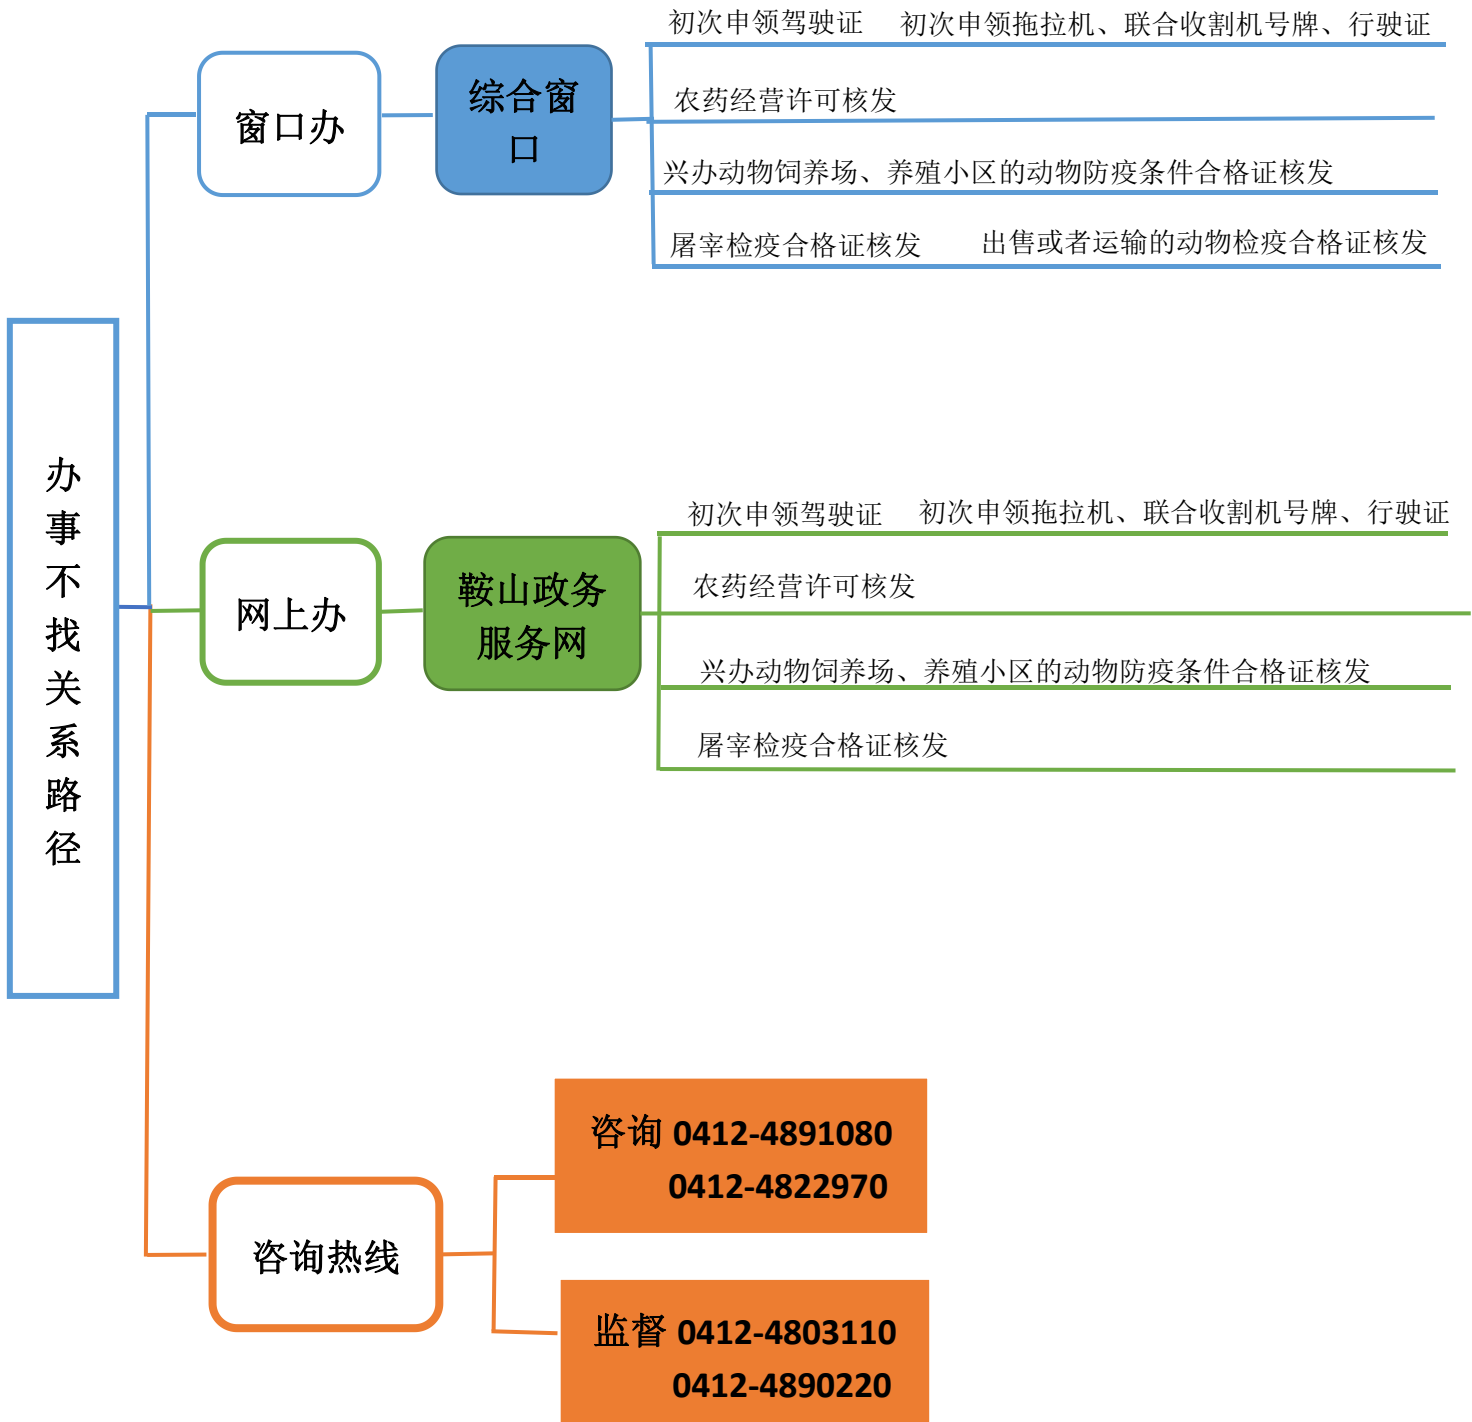 办事不找关系路径
窗口办
综合窗
口
初次申领驾驶证 初次申领拖拉机、联合收割机号牌、行驶证
农药经营许可核发
兴办动物饲养场、养殖小区的动物防疫条件合格证核发
屠宰检疫合格证核发 出售或者运输的动物检疫合格证核发
网上办
鞍山政务
服务网
初次申领驾驶证 初次申领拖拉机、联合收割机号牌、行驶证
农药经营许可核发
兴办动物饲养场、养殖小区的动物防疫条件合格证核发
屠宰检疫合格证核发
咨询热线
咨询 0412-4891080
0412-4822970
监督 0412-4803110
0412-4890220